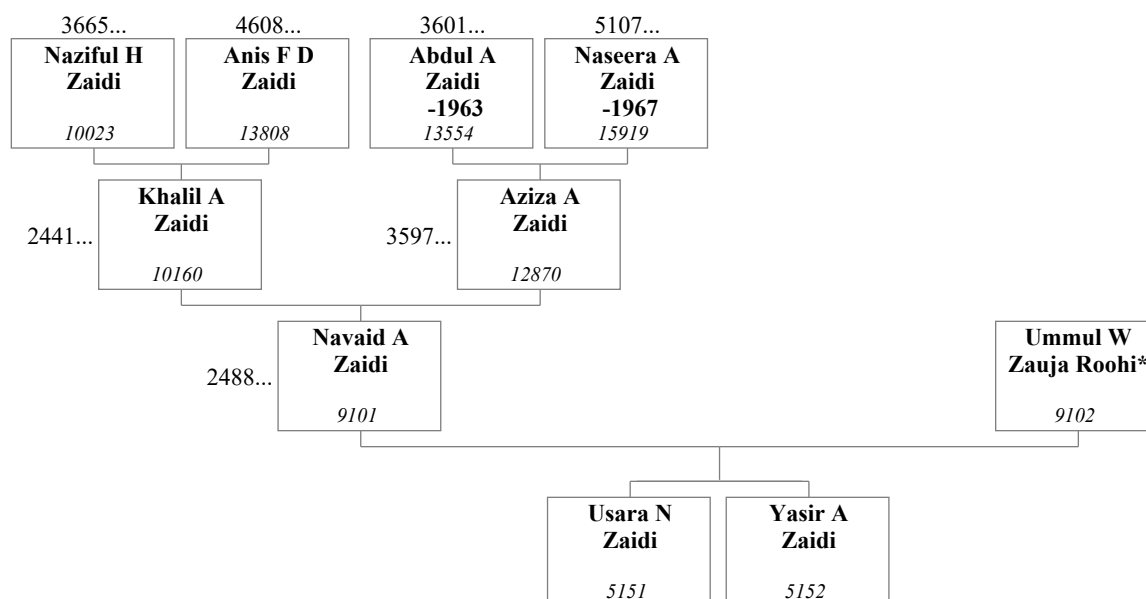 3665...
4608...
3601...
5107...
Naziful H
Zaidi
10023
Anis F D
Zaidi
13808
Abdul A
Zaidi
-1963
13554
Naseera A
Zaidi
-1967
15919
2441...
Khalil A
Zaidi
10160
3597...
Aziza A
Zaidi
12870
2488...
Navaid A
Zaidi
9101
Ummul W
Zauja Roohi*
9102
Usara N
Zaidi
5151
Yasir A
Zaidi
5152